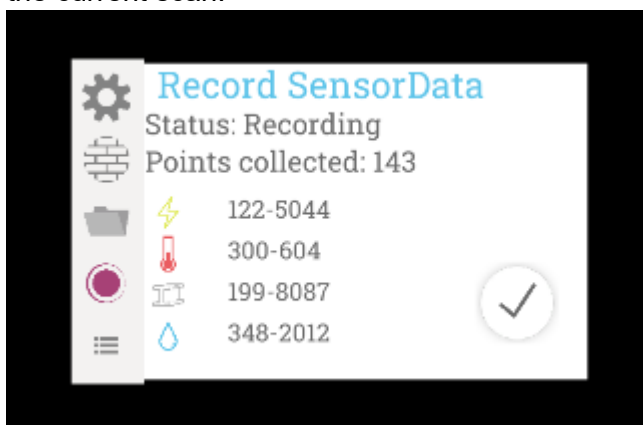 Record SensorData
Status: Recording
Points collected: 143
122-5044
300-604
199-8087
348-2012